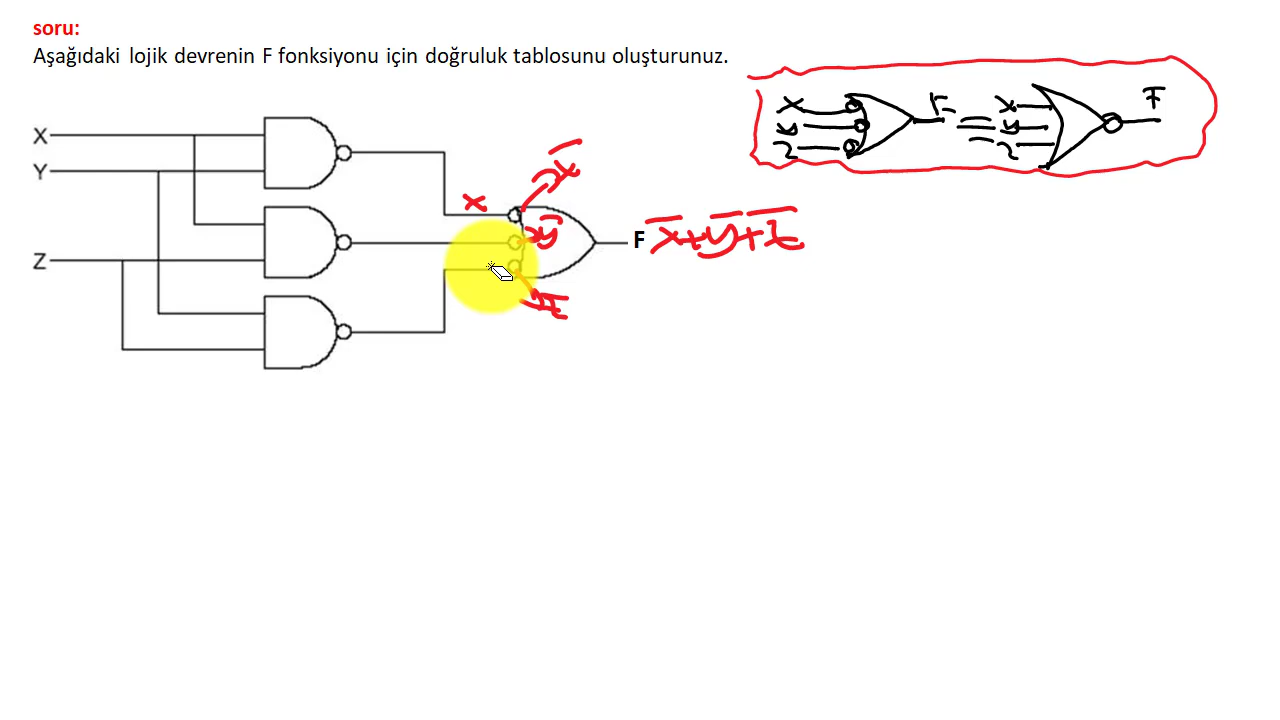 soru:
Aşağıdaki lojik devrenin F fonksiyonu için doğruluk tablosunu oluşturunuz.
x F = x F
y y
z z
X
Y
Z
x x̅
y̅
z̅
F x̅+y̅+z̅